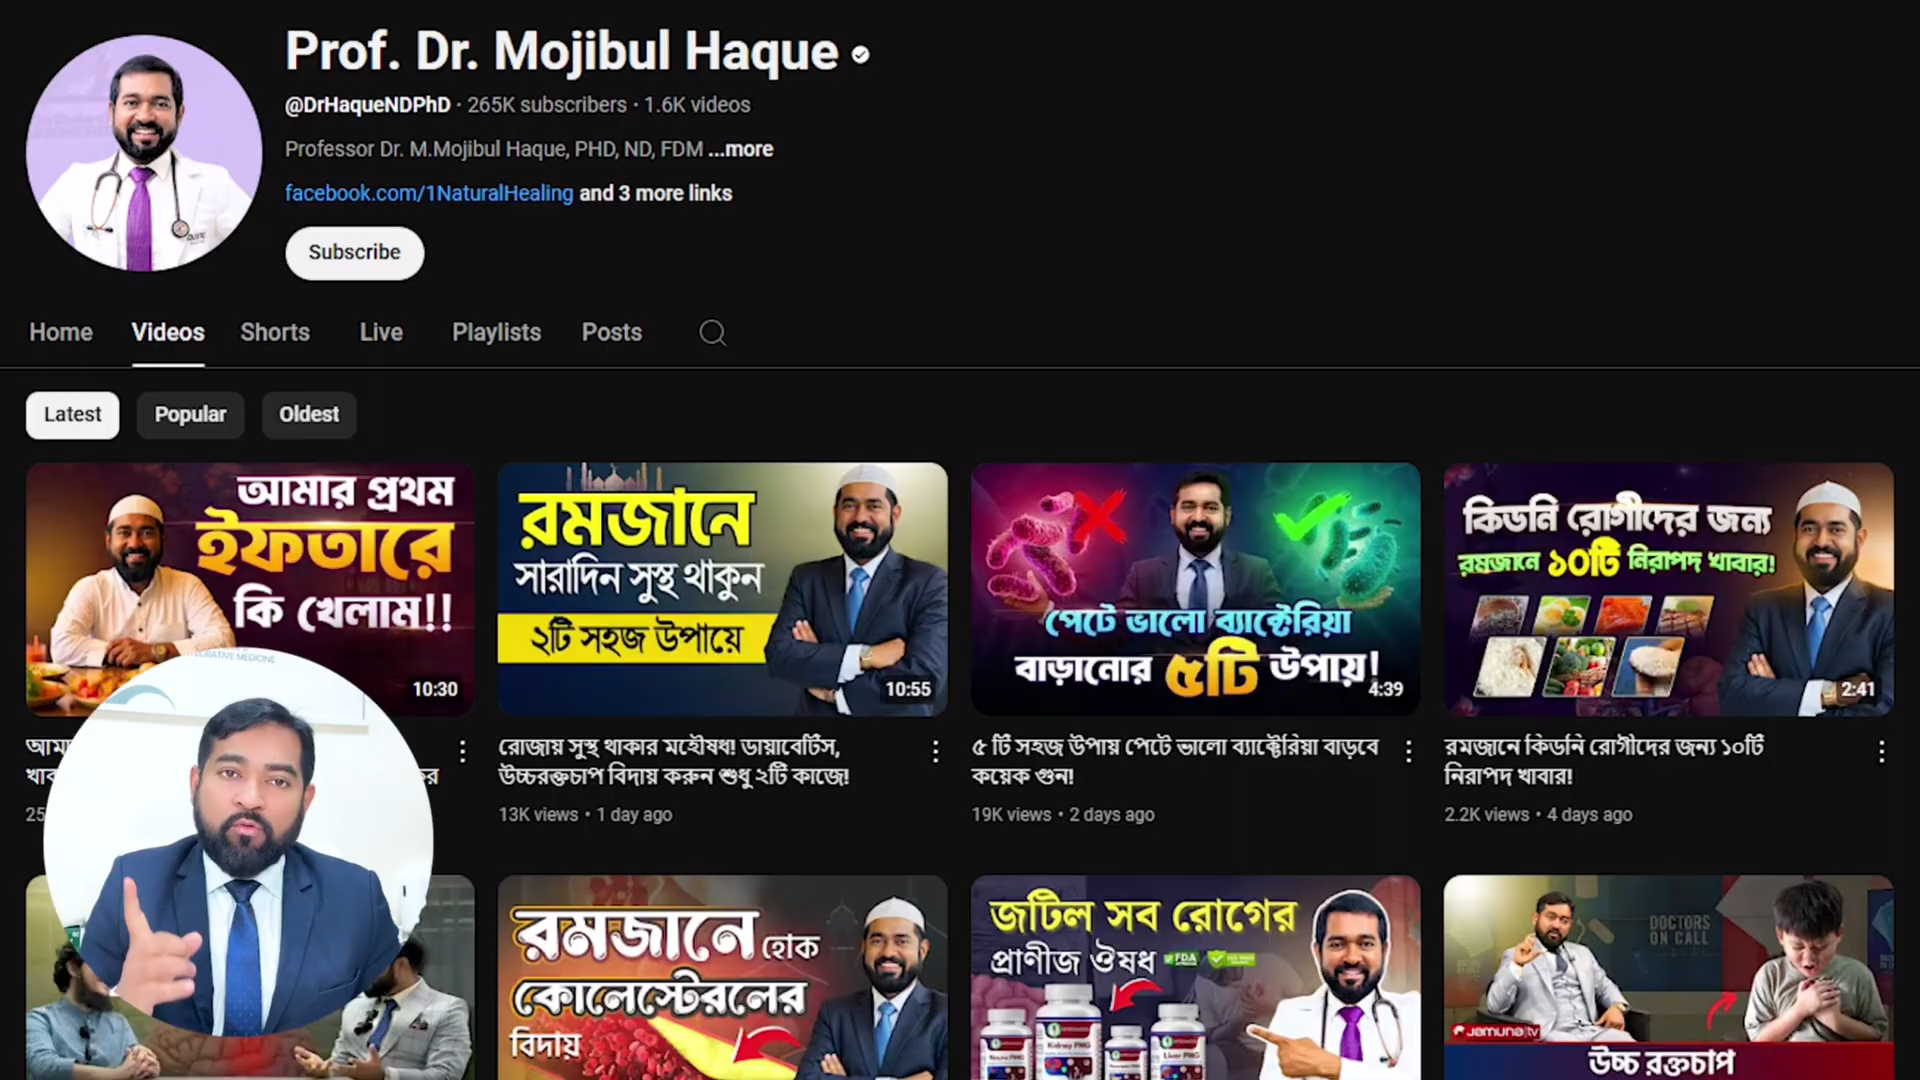 Prof. Dr. Mojibul Haque
@DrHaqueNDPhD · 265K subscribers · 1.6K videos
Professor Dr. M.Mojibul Haque, PHD, ND, FDM ...more
facebook.com/1NaturalHealing and 3 more links
Subscribe
Home Videos Shorts Live Playlists Posts
Latest Popular Oldest
আমার প্রথম
ইফতারে
কি খেলাম!!
10:30
রমজানে
সারাদিন সুস্থ থাকুন
২টি সহজ উপায়ে
10:55
পেটে ভালো ব্যাক্টেরিয়া
বাড়ানোর ৫টি উপায়!
4:39
কিডনি রোগীদের জন্য
রমজানে ১০টি নিরাপদ খাবার!
2:41
রোজায় সুস্থ থাকার মহৌষধ! ডায়াবেটিস,
উচ্চরক্তচাপ বিদায় করুন শুধু ২টি কাজে!
13K views · 1 day ago
৫ টি সহজ উপায় পেটে ভালো ব্যাক্টেরিয়া বাড়বে
কয়েক গুন!
19K views · 2 days ago
রমজানে কিডনি রোগীদের জন্য ১০টি
নিরাপদ খাবার!
2.2K views · 4 days ago
রমজানে হোক
কোলেস্টেরলের
বিদায়
জটিল সব রোগের
প্রাণীজ ঔষধ
FDA
Kidney PMG
Liver PMG
DOCTORS
ON CALL
Jamuna tv
উচ্চ রক্তচাপ